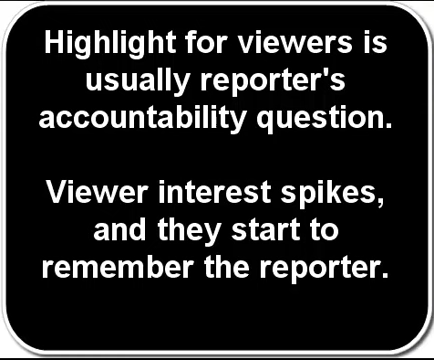 Highlight for viewers is
usually reporter's
accountability question.
Viewer interest spikes,
and they start to
remember the reporter.